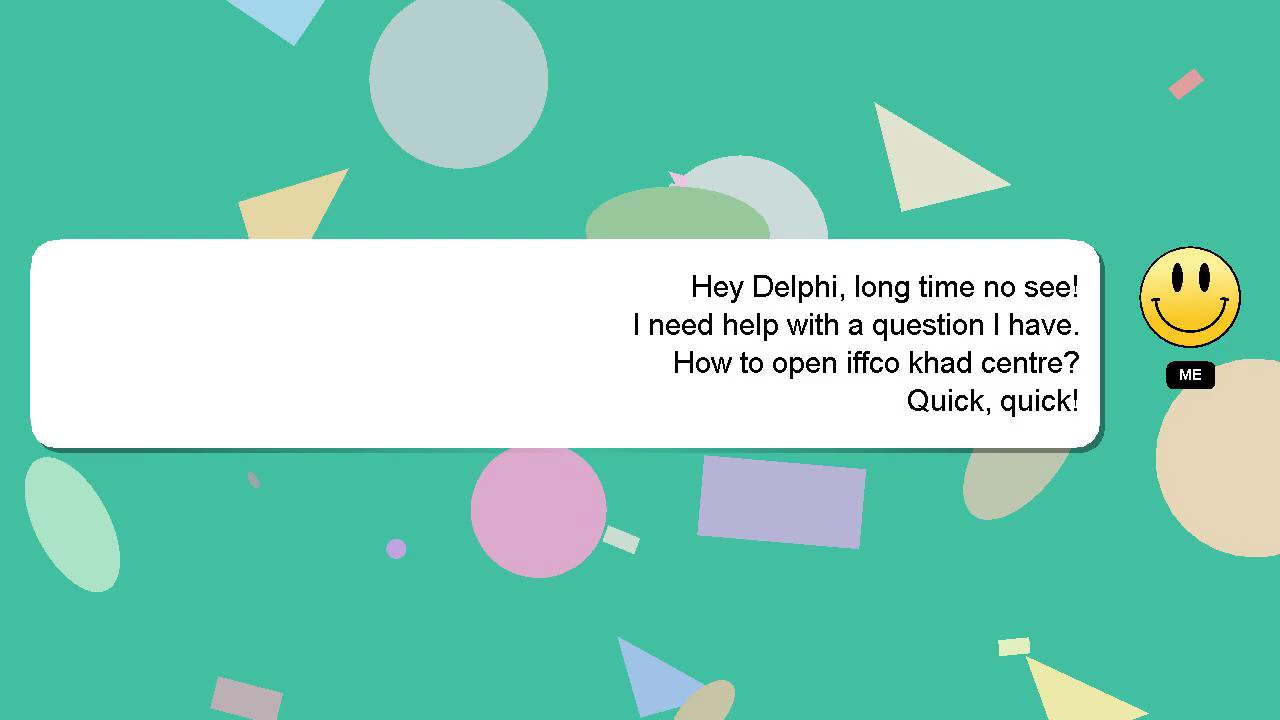 Hey Delphi, long time no see!
I need help with a question I have.
How to open iffco khad centre?
Quick, quick!
ME